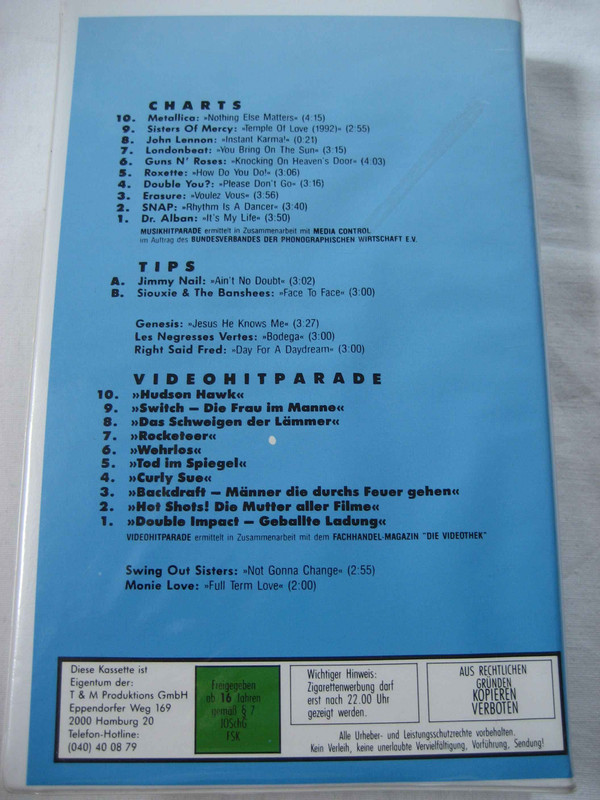 CHARTS
10. Metallica: »Nothing Else Matters« (4:15)
9. Sisters Of Mercy: »Temple Of Love (1992)« (2:55)
8. John Lennon: »Instant Karma!« (0:21)
7. Londonbeat: »You Bring On The Sun« (3:15)
6. Guns N' Roses: »Knocking On Heaven's Door« (4:03)
5. Roxette: »How Do You Do!« (3:06)
4. Double You?: »Please Don't Go« (3:16)
3. Erasure: »Voulez Vous« (3:56)
2. SNAP: »Rhythm Is A Dancer« (3:40)
1. Dr. Alban: »It's My Life« (3:50)
MUSIKHITPARADE ermittelt in Zusammenarbeit mit MEDIA CONTROL
im Auftrag des BUNDESVERBANDES DER PHONOGRAPHISCHEN WIRTSCHAFT E.V.
TIPS
A. Jimmy Nail: »Ain't No Doubt« (3:02)
B. Siouxie & The Banshees: »Face To Face« (3:00)
Genesis: »Jesus He Knows Me« (3:27)
Les Negresses Vertes: »Bodega« (3:00)
Right Said Fred: »Day For A Daydream« (3:00)
VIDEOHITPARADE
10. »Hudson Hawk«
9. »Switch – Die Frau im Manne«
8. »Das Schweigen der Lämmer«
7. »Rocketeer«
6. »Wehrlos«
5. »Tod im Spiegel«
4. »Curly Sue«
3. »Backdraft – Männer die durchs Feuer gehen«
2. »Hot Shots! Die Mutter aller Filme«
1. »Double Impact – Geballte Ladung«
VIDEOHITPARADE ermittelt in Zusammenarbeit mit dem FACHHANDEL-MAGAZIN "DIE VIDEOTHEK"
Swing Out Sisters: »Not Gonna Change« (2:55)
Monie Love: »Full Term Love« (2:00)
Diese Kassette ist
Eigentum der:
T & M Produktions GmbH
Eppendorfer Weg 169
2000 Hamburg 20
Telefon-Hotline:
(040) 40 08 79
Freigegeben
ab 16 Jahren
gemäß § 7
JÖSchG
FSK
Wichtiger Hinweis:
Zigarettenwerbung darf
erst nach 22.00 Uhr
gezeigt werden.
AUS RECHTLICHEN
GRÜNDEN
KOPIEREN
VERBOTEN
Alle Urheber- und Leistungsschutzrechte vorbehalten.
Kein Verleih, keine unerlaubte Vervielfältigung, Vorführung, Sendung!